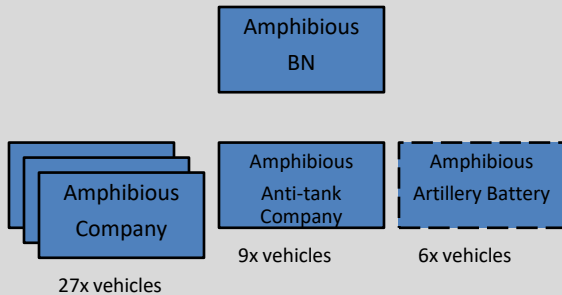 Amphibious
BN
Amphibious
Company
27x vehicles
Amphibious
Anti-tank
Company
9x vehicles
Amphibious
Artillery Battery
6x vehicles